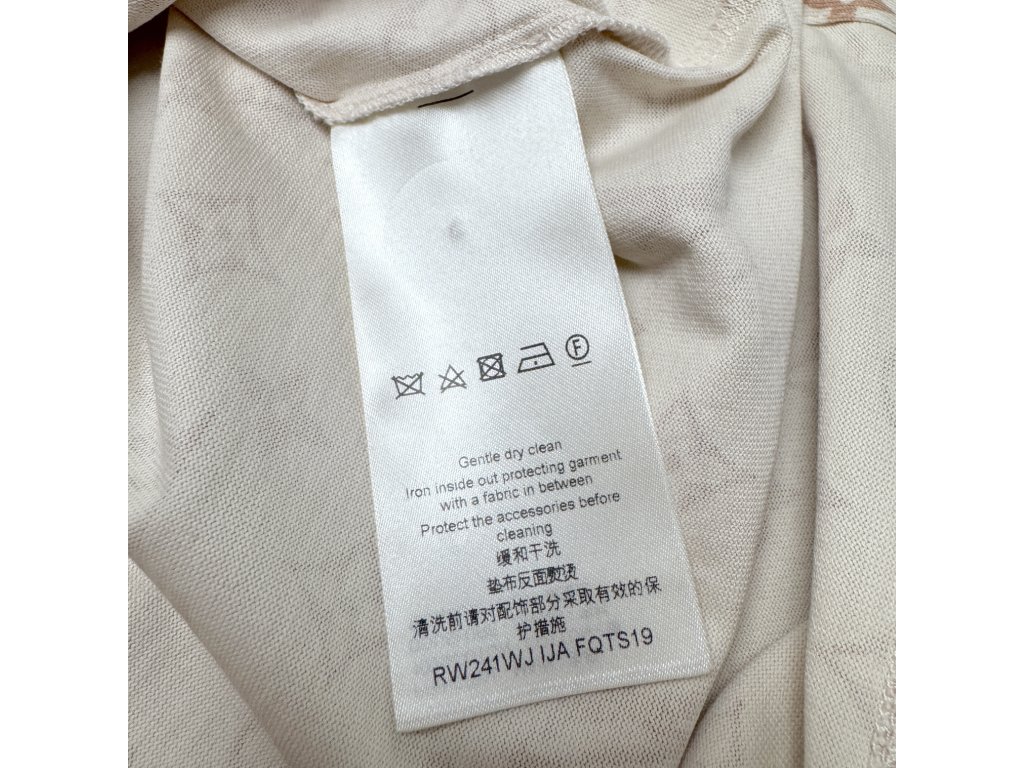 F
Gentle dry clean
Iron inside out protecting garment
with a fabric in between
Protect the accessories before
cleaning
缓和干洗
垫布反面熨烫
清洗前请对配饰部分采取有效的保
护措施
RW241WJ IJA FQTS19